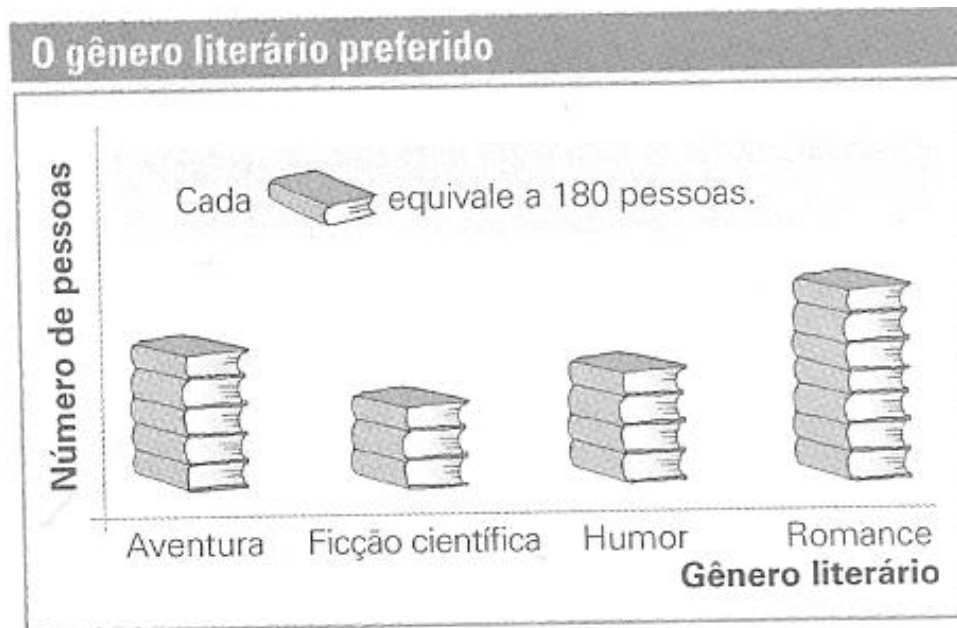 O gênero literário preferido
Cada equivale a 180 pessoas.
Número de pessoas
Aventura Ficção científica Humor Romance
Gênero literário